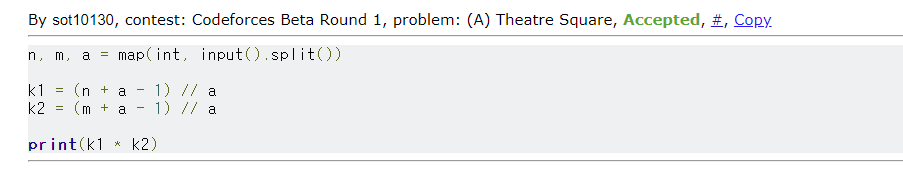 By sot10130, contest: Codeforces Beta Round 1, problem: (A) Theatre Square, Accepted, #, Copy
n, m, a = map(int, input().split())
k1 = (n + a - 1) // a
k2 = (m + a - 1) // a
print(k1 * k2)